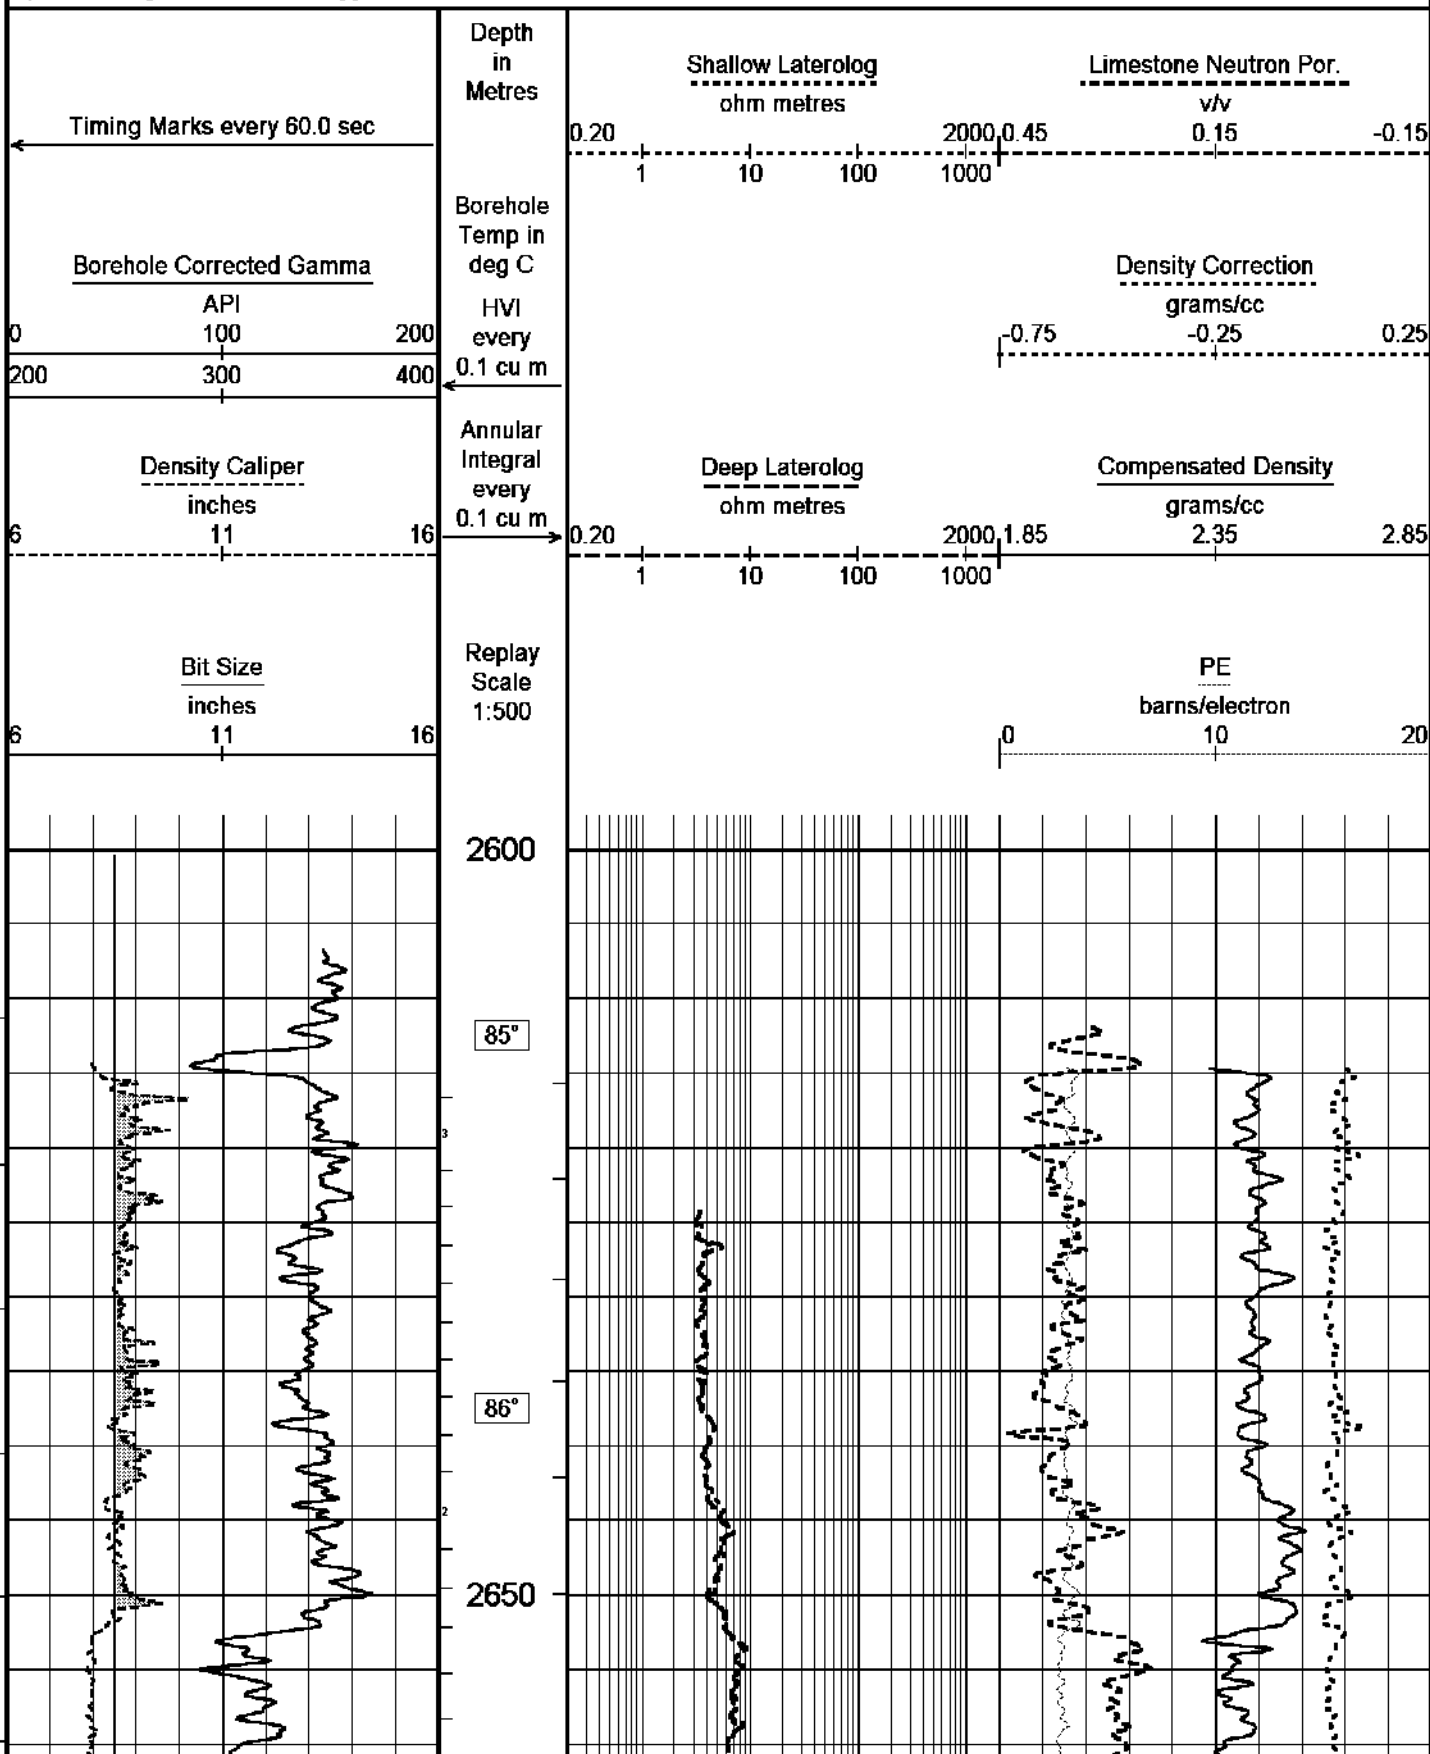 Timing Marks every 60.0 sec
Borehole Corrected Gamma
API
0 100 200
200 300 400
Density Caliper
inches
6 11 16
Bit Size
inches
6 11 16
Depth
in
Metres
Borehole
Temp in
deg C
HVI
every
0.1 cu m
Annular
Integral
every
0.1 cu m
Replay
Scale
1:500
Shallow Laterolog
ohm metres
0.20 2000
1 10 100 1000
Deep Laterolog
ohm metres
0.20 2000
1 10 100 1000
Limestone Neutron Por.
v/v
0.45 0.15 -0.15
Density Correction
grams/cc
-0.75 -0.25 0.25
Compensated Density
grams/cc
1.85 2.35 2.85
PE
barns/electron
0 10 20
2600
85°
3
86°
2
2650